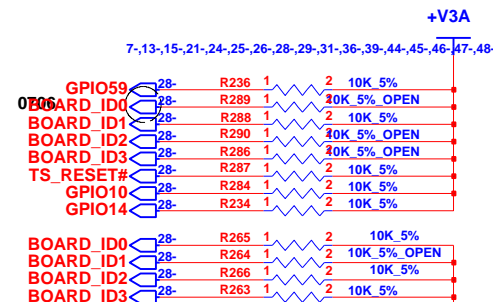 +V3A
7-,13-,15-,21-,24-,25-,26-,28-,29-,31-,36-,39-,44-,45-,46-,47-,48-
GPIO59 28- R236 1 2 10K_5%
0706 BOARD_ID0 28- R289 1 2 10K_5%_OPEN
BOARD_ID1 28- R288 1 2 10K_5%
BOARD_ID2 28- R290 1 2 10K_5%_OPEN
BOARD_ID3 28- R286 1 2 10K_5%_OPEN
TS_RESET# 28- R287 1 2 10K_5%
GPIO10 28- R284 1 2 10K_5%
GPIO14 28- R234 1 2 10K_5%
BOARD_ID0 28- R265 1 2 10K_5%
BOARD_ID1 28- R264 1 2 10K_5%_OPEN
BOARD_ID2 28- R266 1 2 10K_5%
BOARD_ID3 28- R263 1 2 10K_5%